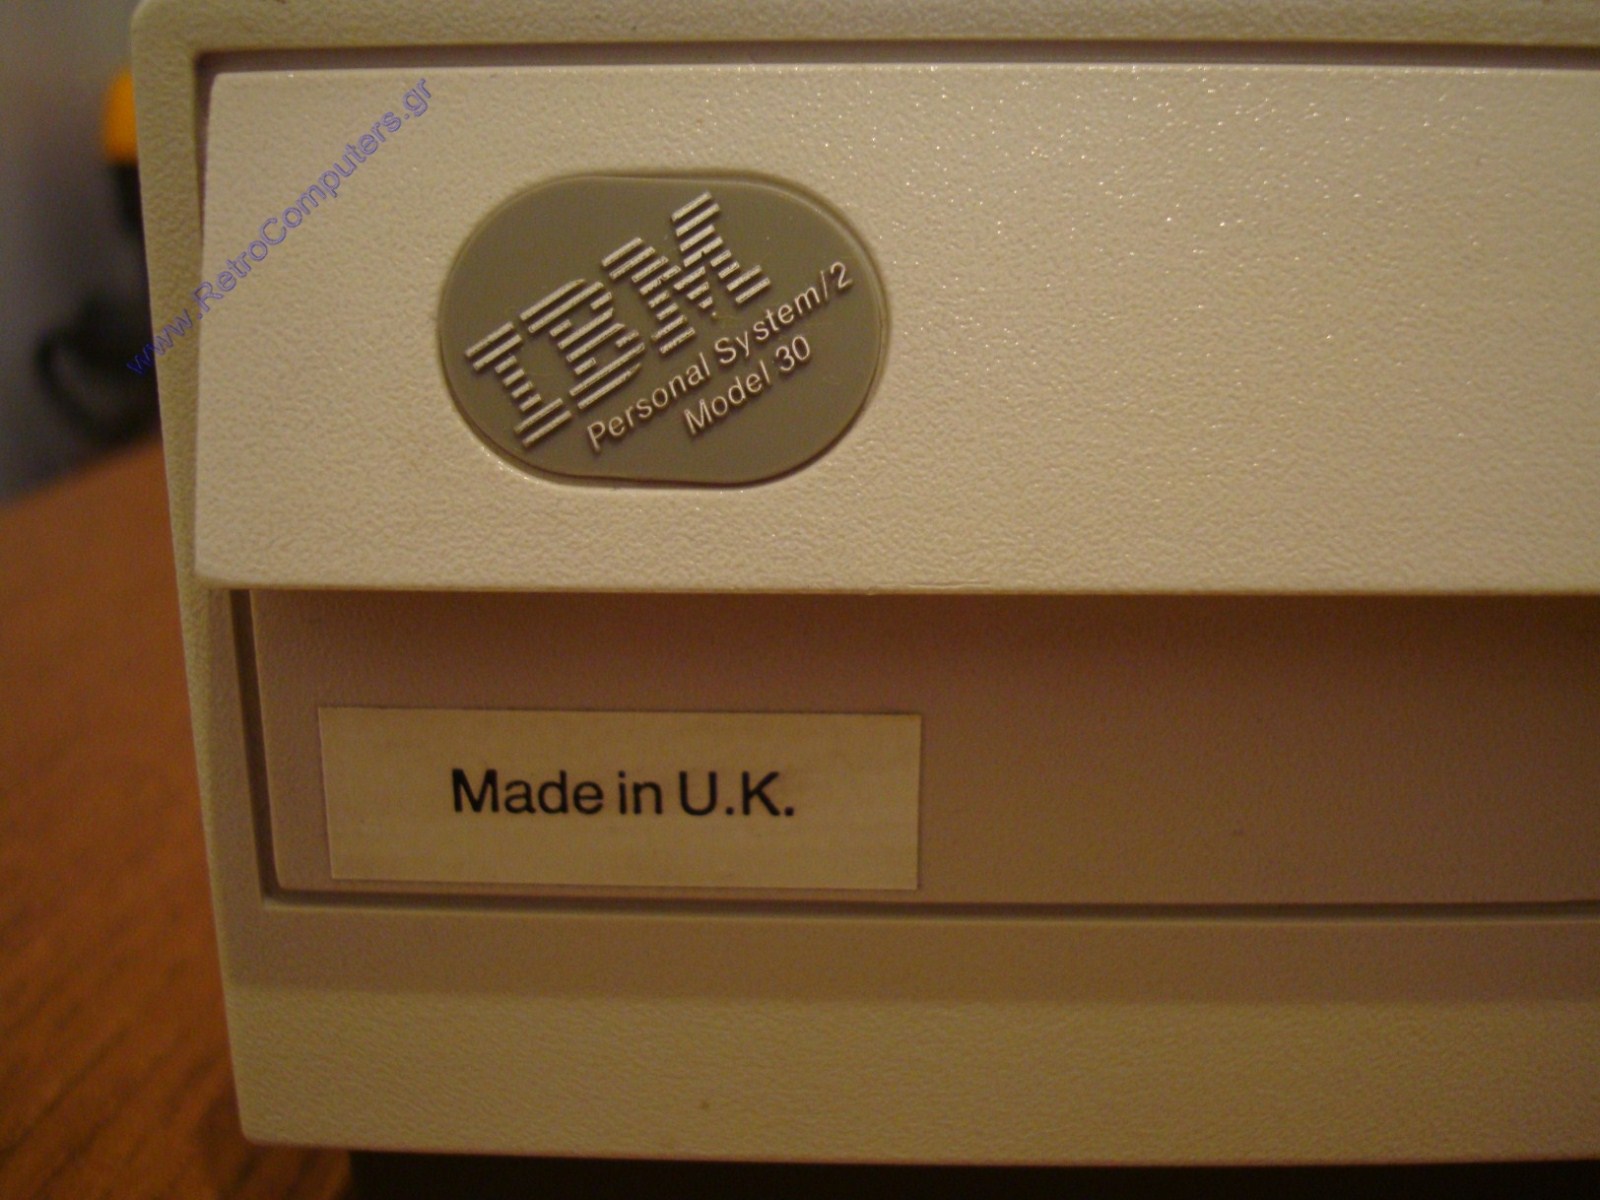 www.RetroComputers.gr
IBM
Personal System/2
Model 30
Made in U.K.